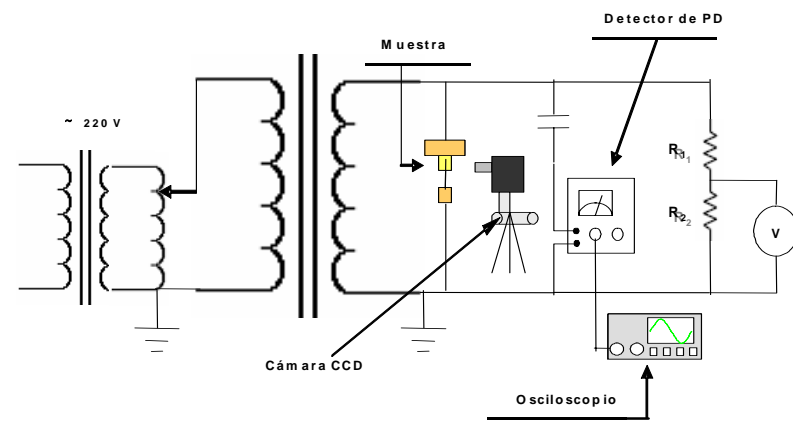 Detector de PD
Muestra
~ 220 V
R1
R2
V
Cámara CCD
Osciloscopio